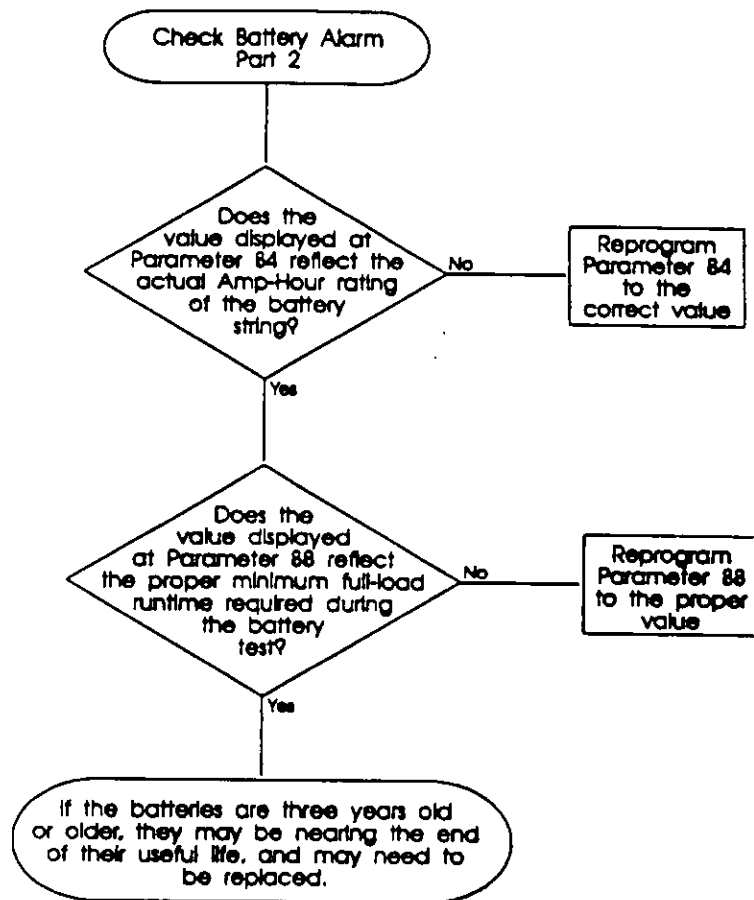 Check Battery Alarm
Part 2
Does the
value displayed at
Parameter 84 reflect the
actual Amp-Hour rating
of the battery
string?
No
Reprogram
Parameter 84
to the
correct value
Yes
Does the
value displayed
at Parameter 88 reflect
the proper minimum full-load
runtime required during
the battery
test?
No
Reprogram
Parameter 88
to the proper
value
Yes
If the batteries are three years old
or older, they may be nearing the end
of their useful life, and may need to
be replaced.